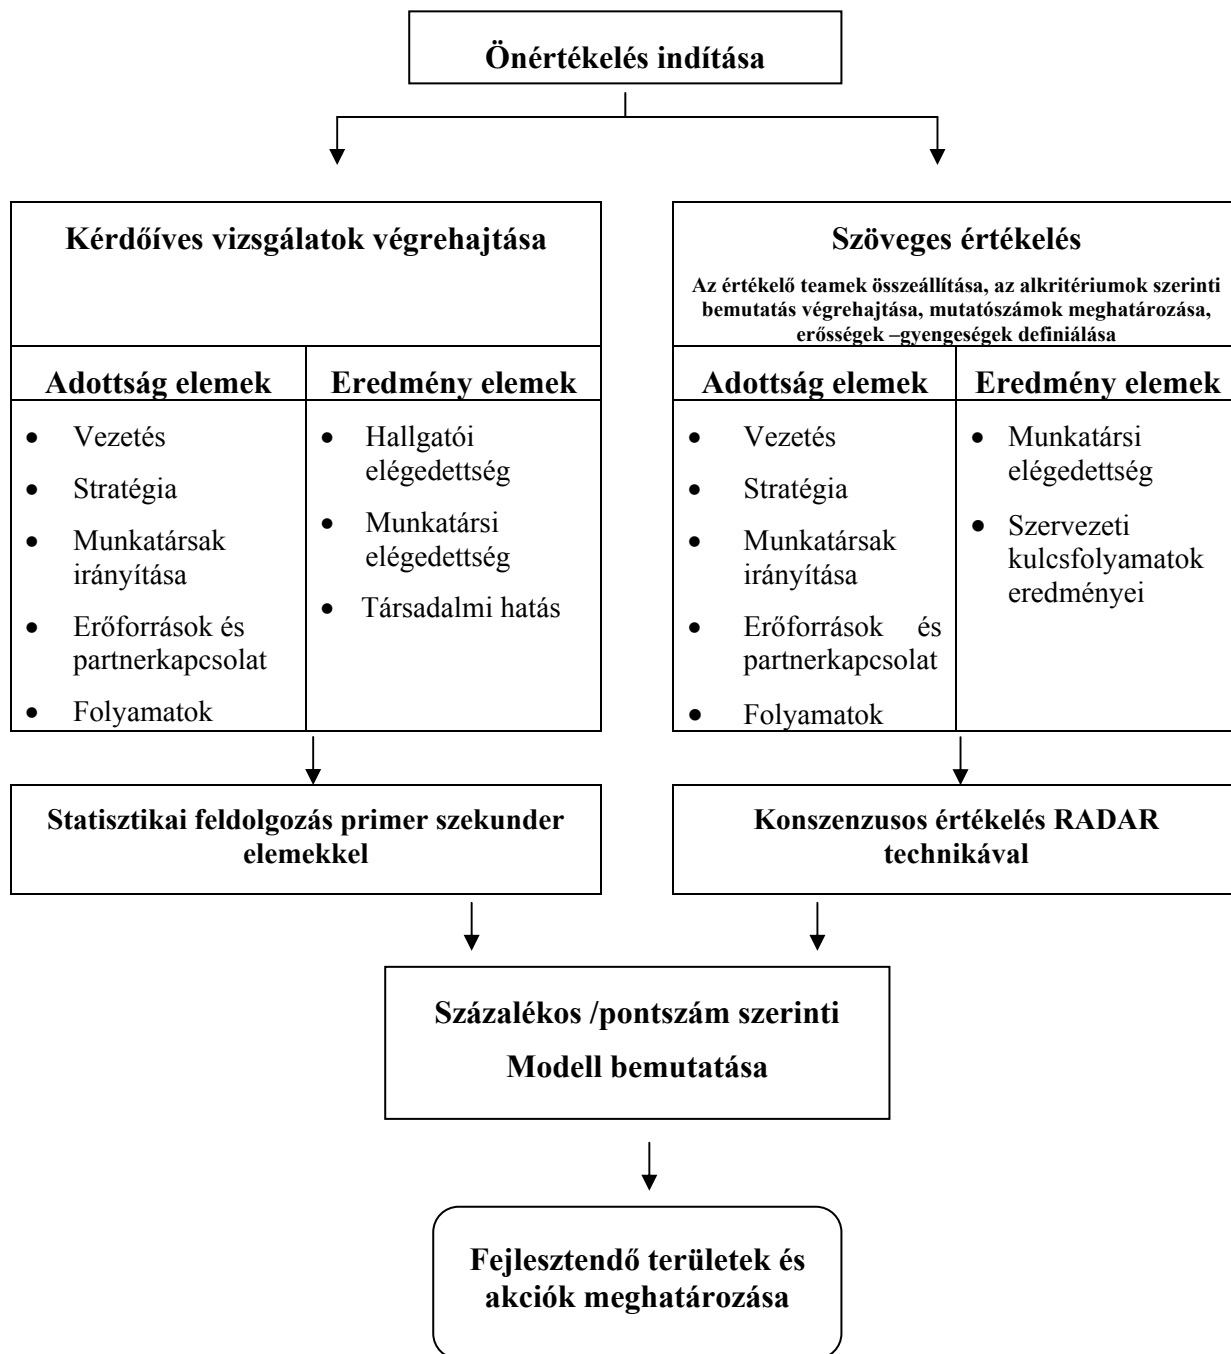 Önértékelés indítása
Kérdőíves vizsgálatok végrehajtása
Adottság elemek
• Vezetés
• Stratégia
• Munkatársak
irányítása
• Erőforrások és
partnerkapcsolat
• Folyamatok
Eredmény elemek
• Hallgatói
elégedettség
• Munkatársi
elégedettség
• Társadalmi hatás
Szöveges értékelés
Az értékelő teamek összeállítása, az alkritériumok szerinti
bemutatás végrehajtása, mutatószámok meghatározása,
erősségek –gyengeségek definiálása
Adottság elemek
• Vezetés
• Stratégia
• Munkatársak
irányítása
• Erőforrások és
partnerkapcsolat
• Folyamatok
Eredmény elemek
• Munkatársi
elégedettség
• Szervezeti
kulcsfolyamatok
eredményei
Statisztikai feldolgozás primer szekunder
elemekkel
Konszenzusos értékelés RADAR
technikával
Százalékos /pontszám szerinti
Modell bemutatása
Fejlesztendő területek és
akciók meghatározása